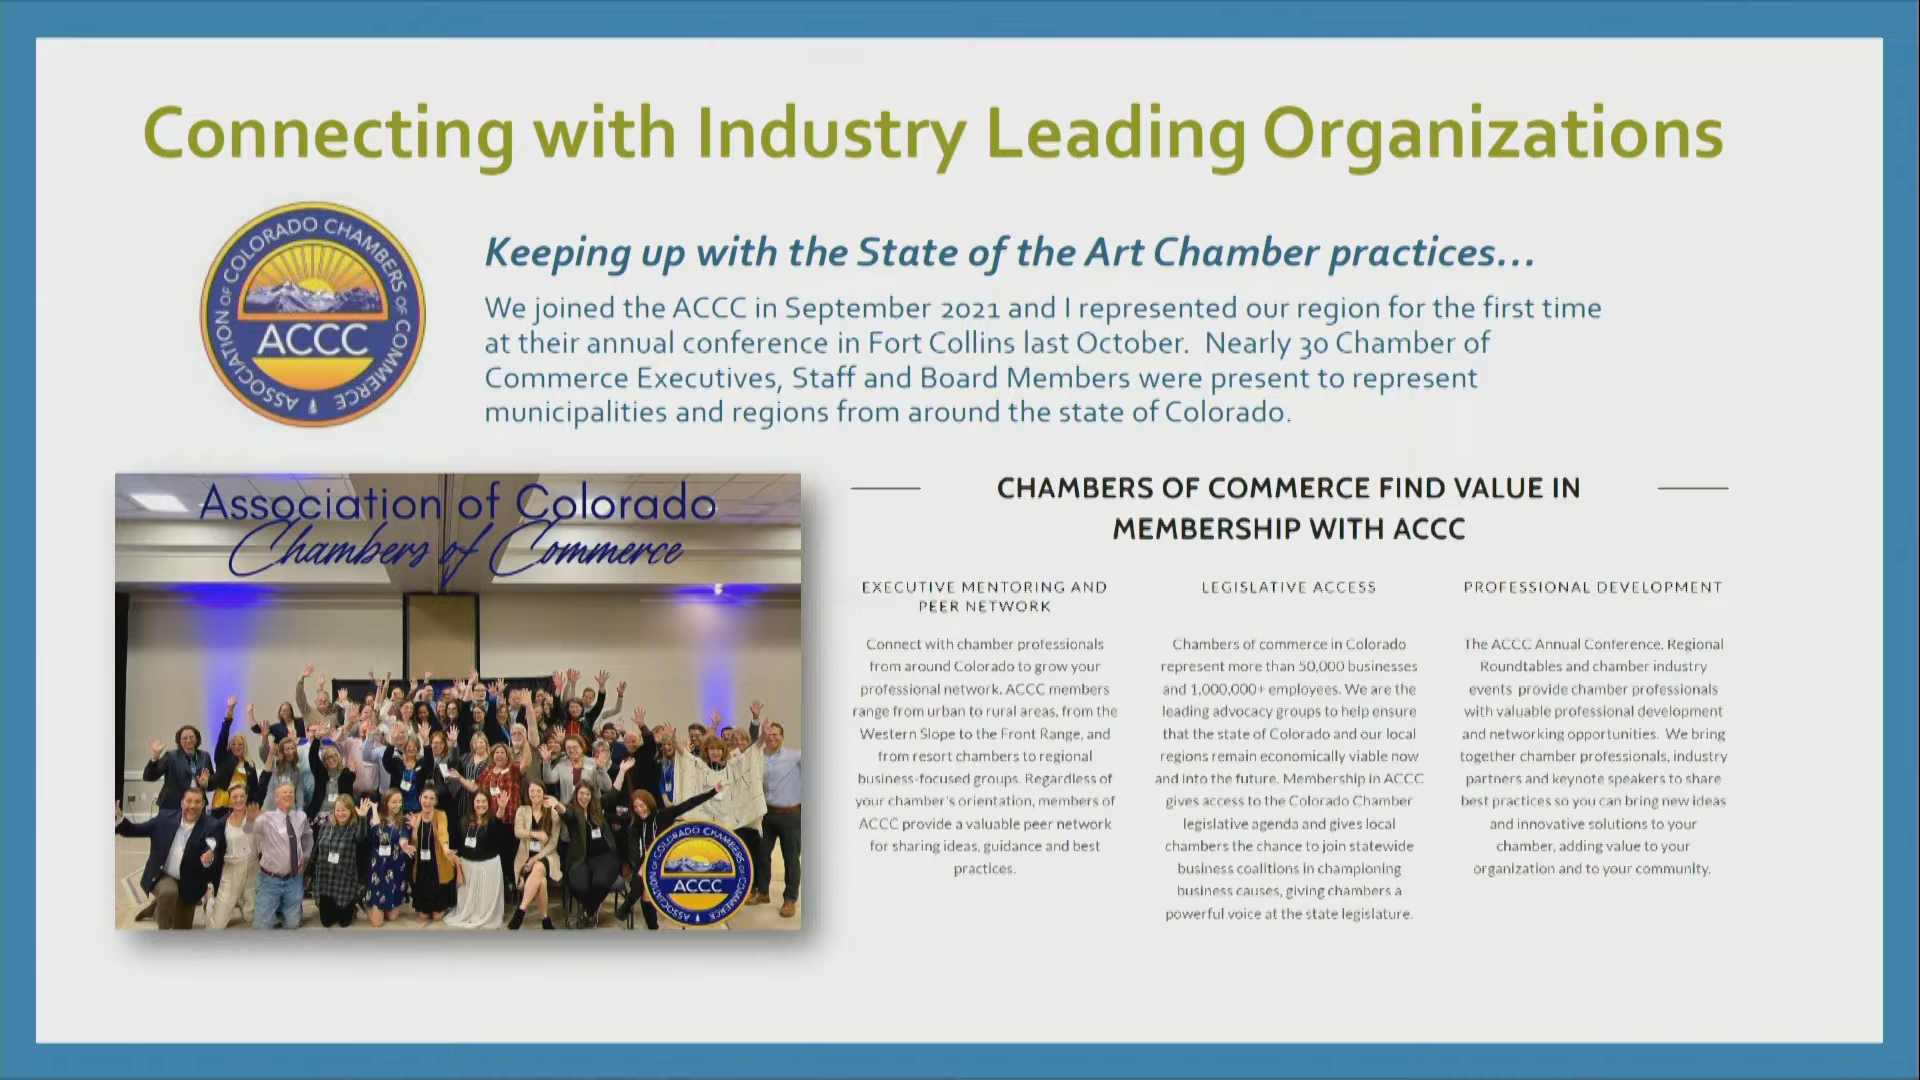 Connecting with Industry Leading Organizations
ASSOCIATION OF COLORADO CHAMBERS OF COMMERCE
ACCC
Keeping up with the State of the Art Chamber practices...
We joined the ACCC in September 2021 and I represented our region for the first time
at their annual conference in Fort Collins last October.  Nearly 30 Chamber of
Commerce Executives, Staff and Board Members were present to represent
municipalities and regions from around the state of Colorado.
Association of Colorado
Chambers of Commerce
ASSOCIATION OF COLORADO CHAMBERS OF COMMERCE
ACCC
CHAMBERS OF COMMERCE FIND VALUE IN
MEMBERSHIP WITH ACCC
EXECUTIVE MENTORING AND
PEER NETWORK
Connect with chamber professionals
from around Colorado to grow your
professional network. ACCC members
range from urban to rural areas, from the
Western Slope to the Front Range, and
from resort chambers to regional
business-focused groups. Regardless of
your chamber's orientation, members of
ACCC provide a valuable peer network
for sharing ideas, guidance and best
practices.
LEGISLATIVE ACCESS
Chambers of commerce in Colorado
represent more than 50,000 businesses
and 1,000,000+ employees. We are the
leading advocacy groups to help ensure
that the state of Colorado and our local
regions remain economically viable now
and into the future. Membership in ACCC
gives access to the Colorado Chamber
legislative agenda and gives local
chambers the chance to join statewide
business coalitions in championing
business causes, giving chambers a
powerful voice at the state legislature.
PROFESSIONAL DEVELOPMENT
The ACCC Annual Conference, Regional
Roundtables and chamber industry
events provide chamber professionals
with valuable professional development
and networking opportunities. We bring
together chamber professionals, industry
partners and keynote speakers to share
best practices so you can bring new ideas
and innovative solutions to your
chamber, adding value to your
organization and to your community.